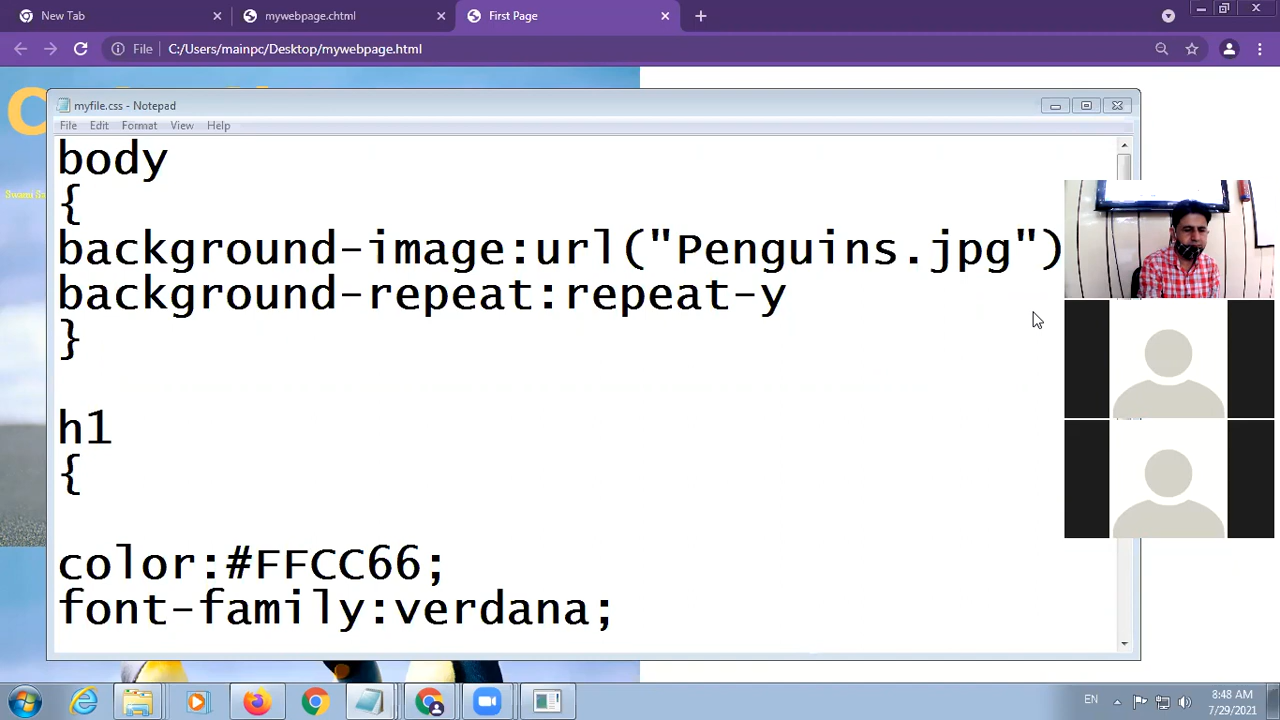 New Tab
mywebpage.chtml
First Page
File
C:/Users/mainpc/Desktop/mywebpage.html
myfile.css - Notepad
File Edit Format View Help
body
{
background-image:url("Penguins.jpg")
background-repeat:repeat-y
}
h1
{
color:#FFCC66;
font-family:verdana;
EN
8:48 AM
7/29/2021